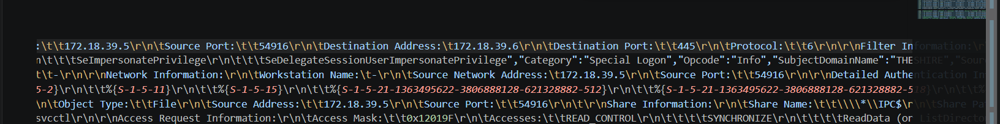 :\t\t172.18.39.5\r\n\tSource Port:\t\t54916\r\n\tDestination Address:\t172.18.39.6\r\n\tDestination Port:\t\t445\r\n\tProtocol:\t\t6\r\n\r\nFilter Information:\r
n\t\t\tSeImpersonatePrivilege\r\n\t\t\tSeDelegateSessionUserImpersonatePrivilege","Category":"Special Logon","Opcode":"Info","SubjectDomainName":"THESHIRE","Sour
t\t-\r\n\r\nNetwork Information:\r\n\tWorkstation Name:\t-\r\n\tSource Network Address:\t172.18.39.5\r\n\tSource Port:\t\t54916\r\n\r\nDetailed Authentication In
5-2}\r\n\t\t%{S-1-5-11}\r\n\t\t%{S-1-5-15}\r\n\t\t%{S-1-5-21-1363495622-3806888128-621328882-512}\r\n\t\t%{S-1-5-21-1363495622-3806888128-621328882-518}\r\n\t\t%
\n\tObject Type:\t\tFile\r\n\tSource Address:\t\t172.18.39.5\r\n\tSource Port:\t\t54916\r\n\t\r\nShare Information:\r\n\tShare Name:\t\t\\\\*\\IPC$\r\n\tShare Pa
svcctl\r\n\r\nAccess Request Information:\r\n\tAccess Mask:\t\t0x12019F\r\n\tAccesses:\t\tREAD_CONTROL\r\n\t\t\t\tSYNCHRONIZE\r\n\t\t\t\tReadData (or ListDirecto